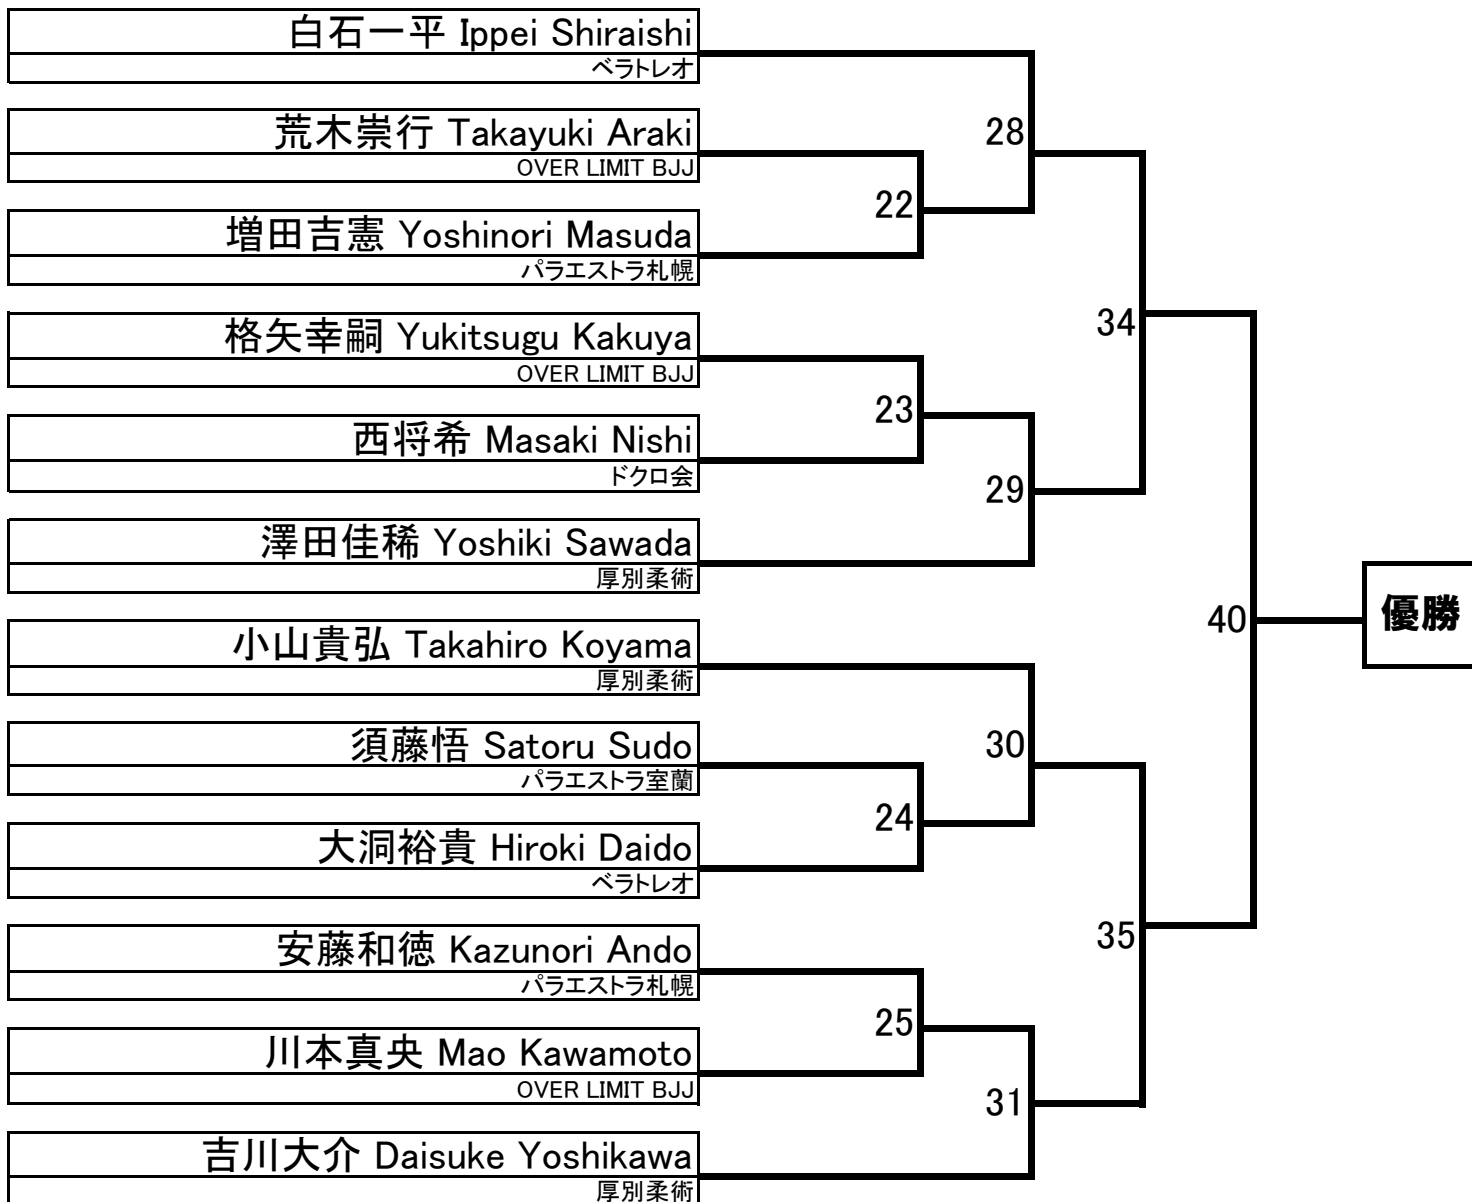 白石一平 Ippei Shiraishi
ベラトレオ
荒木崇行 Takayuki Araki
OVER LIMIT BJJ
28
22
増田吉憲 Yoshinori Masuda
パラエストラ札幌
格矢幸嗣 Yukitsugu Kakuya
OVER LIMIT BJJ
34
23
西将希 Masaki Nishi
ドクロ会
29
澤田佳稀 Yoshiki Sawada
厚別柔術
小山貴弘 Takahiro Koyama
厚別柔術
40
優勝
須藤悟 Satoru Sudo
パラエストラ室蘭
30
24
大洞裕貴 Hiroki Daido
ベラトレオ
安藤和徳 Kazunori Ando
パラエストラ札幌
35
25
川本真央 Mao Kawamoto
OVER LIMIT BJJ
31
吉川大介 Daisuke Yoshikawa
厚別柔術